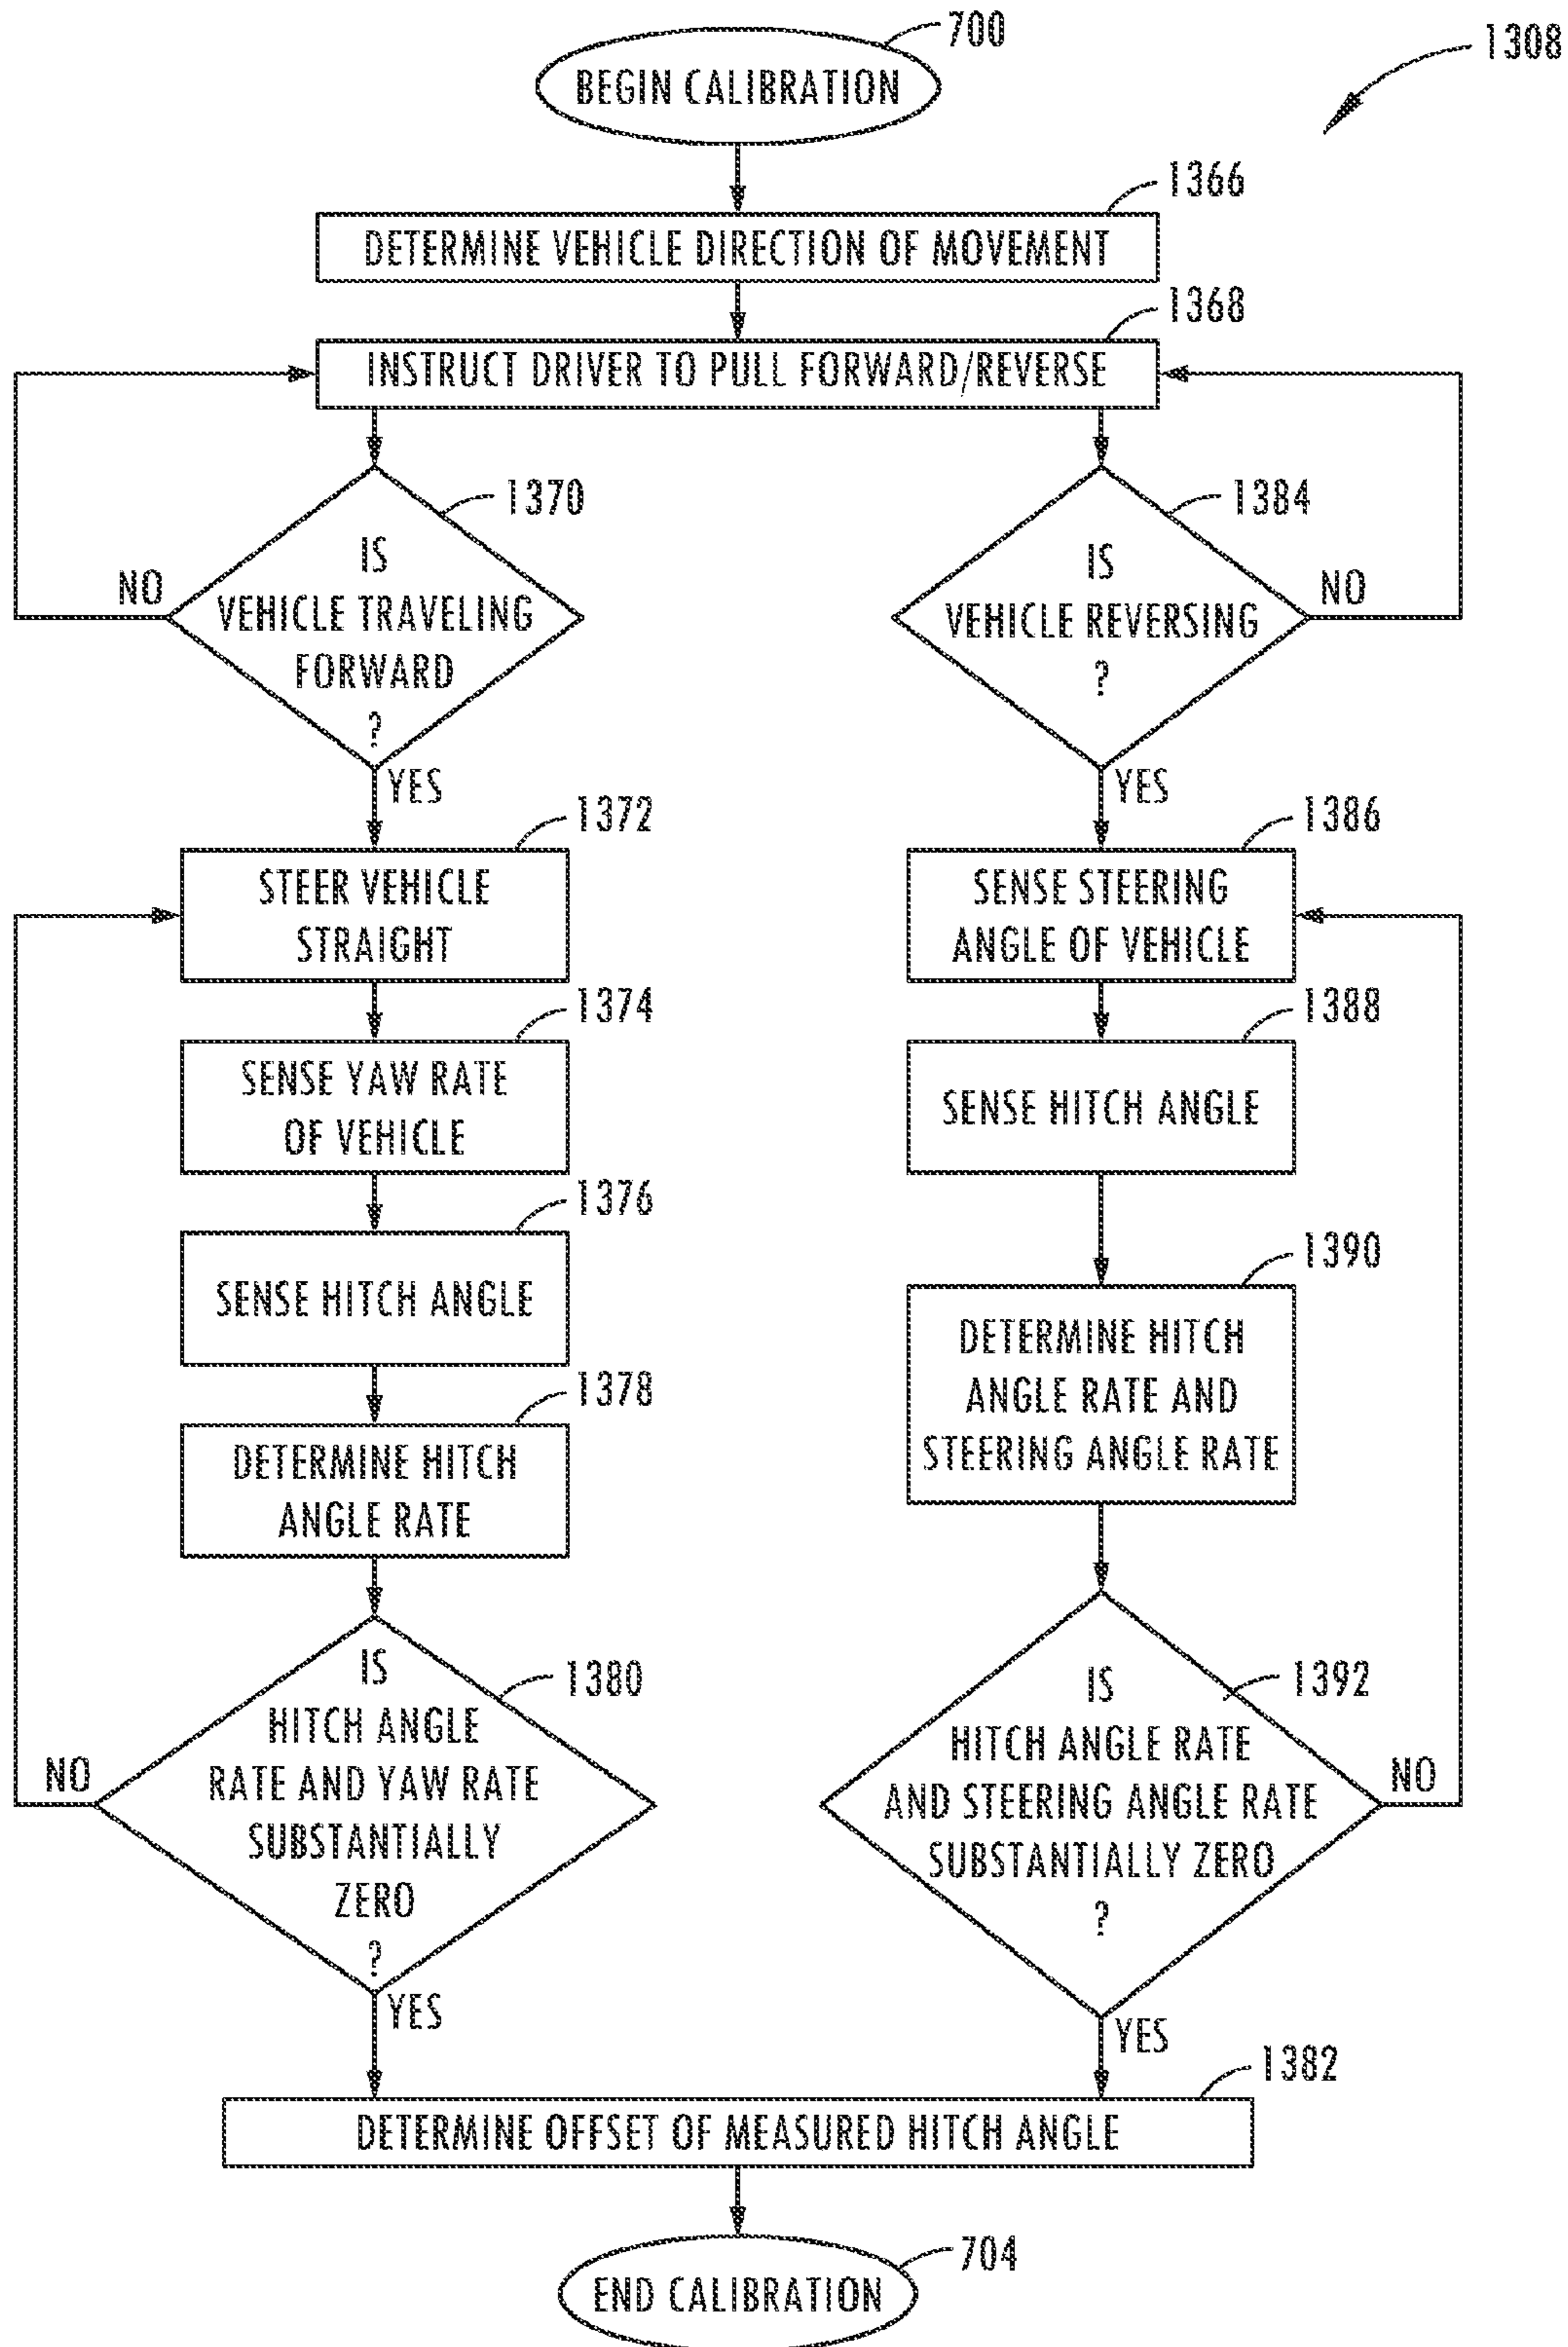 700
1308
BEGIN CALIBRATION
1366
DETERMINE VEHICLE DIRECTION OF MOVEMENT
1368
INSTRUCT DRIVER TO PULL FORWARD/REVERSE
1370
IS
VEHICLE TRAVELING
FORWARD
?
NO
YES
1384
IS
VEHICLE REVERSING
?
NO
YES
1372
STEER VEHICLE
STRAIGHT
1374
SENSE YAW RATE
OF VEHICLE
1376
SENSE HITCH ANGLE
1378
DETERMINE HITCH
ANGLE RATE
1380
IS
HITCH ANGLE
RATE AND YAW RATE
SUBSTANTIALLY
ZERO
?
NO
YES
1386
SENSE STEERING
ANGLE OF VEHICLE
1388
SENSE HITCH ANGLE
1390
DETERMINE HITCH
ANGLE RATE AND
STEERING ANGLE RATE
1392
IS
HITCH ANGLE RATE
AND STEERING ANGLE RATE
SUBSTANTIALLY ZERO
?
NO
YES
1382
DETERMINE OFFSET OF MEASURED HITCH ANGLE
704
END CALIBRATION